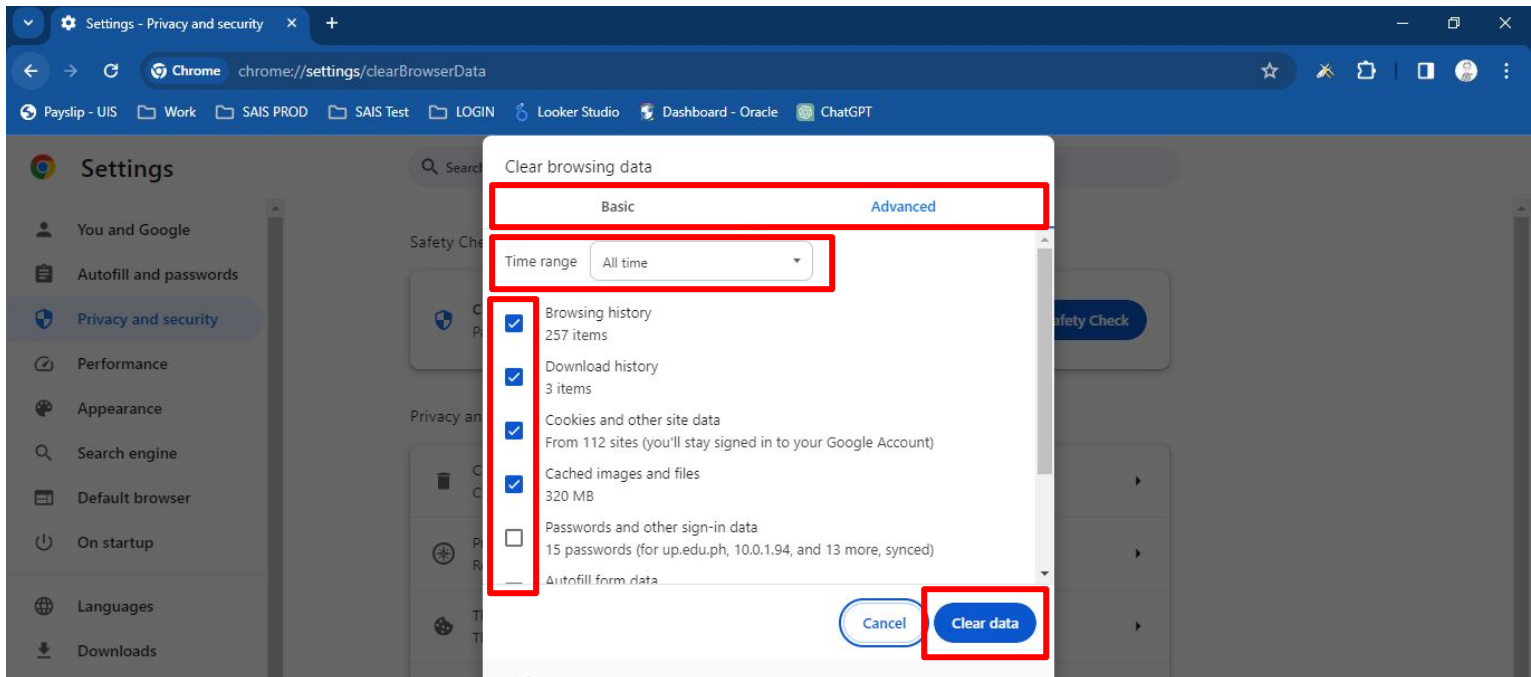 Settings - Privacy and security
Chrome chrome://settings/clearBrowserData
Payslip - UIS Work SAIS PROD SAIS Test LOGIN Looker Studio Dashboard - Oracle ChatGPT
Settings
Clear browsing data
Basic Advanced
You and Google
Autofill and passwords
Privacy and security
Performance
Appearance
Search engine
Default browser
On startup
Languages
Downloads
Time range All time
Browsing history
257 items
Download history
3 items
Cookies and other site data
From 112 sites (you'll stay signed in to your Google Account)
Cached images and files
320 MB
Passwords and other sign-in data
15 passwords (for up.edu.ph, 10.0.1.94, and 13 more, synced)
Autofill form data
Cancel Clear data
Check